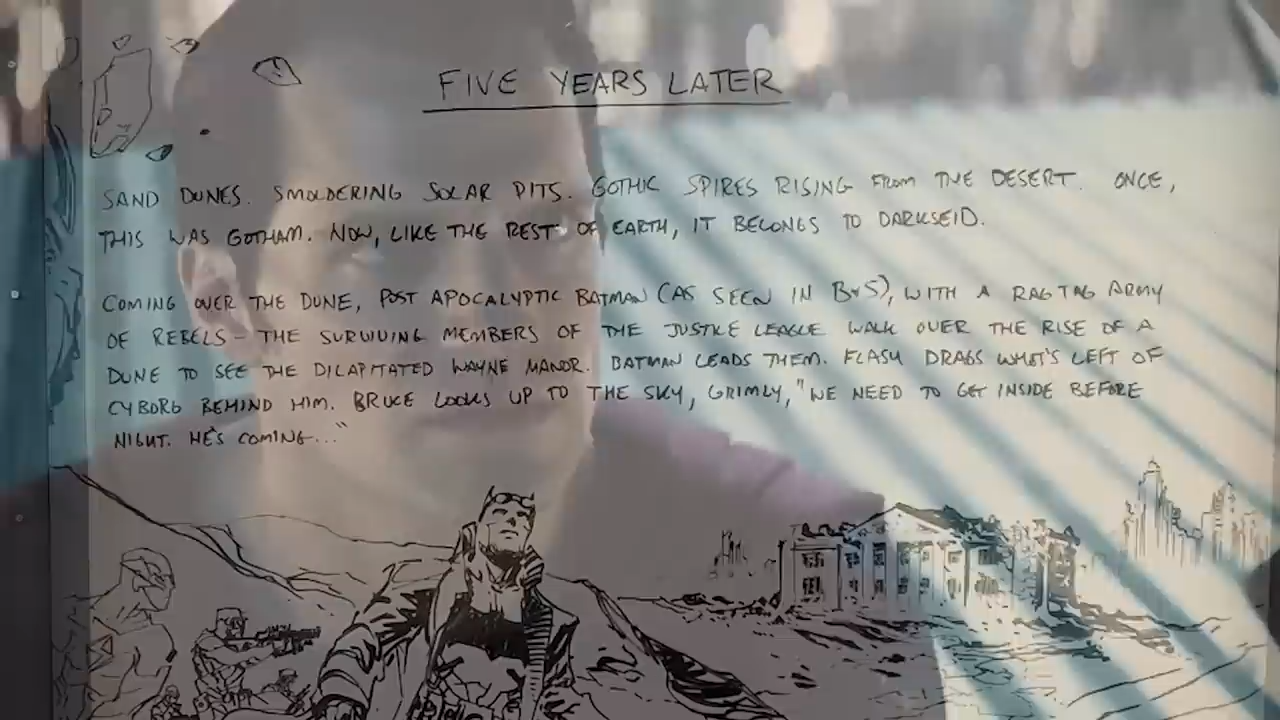 FIVE YEARS LATER
SAND DUNES. SMOLDERING SOLAR PITS. GOTHIC SPIRES RISING FROM THE DESERT. ONCE,
THIS WAS GOTHAM. NOW, LIKE THE REST OF EARTH, IT BELONGS TO DARKSEID.
COMING OVER THE DUNE, POST APOCALYPTIC BATMAN (AS SEEN IN BVS), WITH A RAG TAG ARMY
OF REBELS - THE SURVIVING MEMBERS OF THE JUSTICE LEAGUE WALK OVER THE RISE OF A
DUNE TO SEE THE DILAPITATED WAYNE MANOR. BATMAN LEADS THEM. FLASH DRAGS WHAT'S LEFT OF
CYBORG BEHIND HIM. BRUCE LOOKS UP TO THE SKY, GRIMLY, "WE NEED TO GET INSIDE BEFORE
NIGHT. HE'S COMING..."